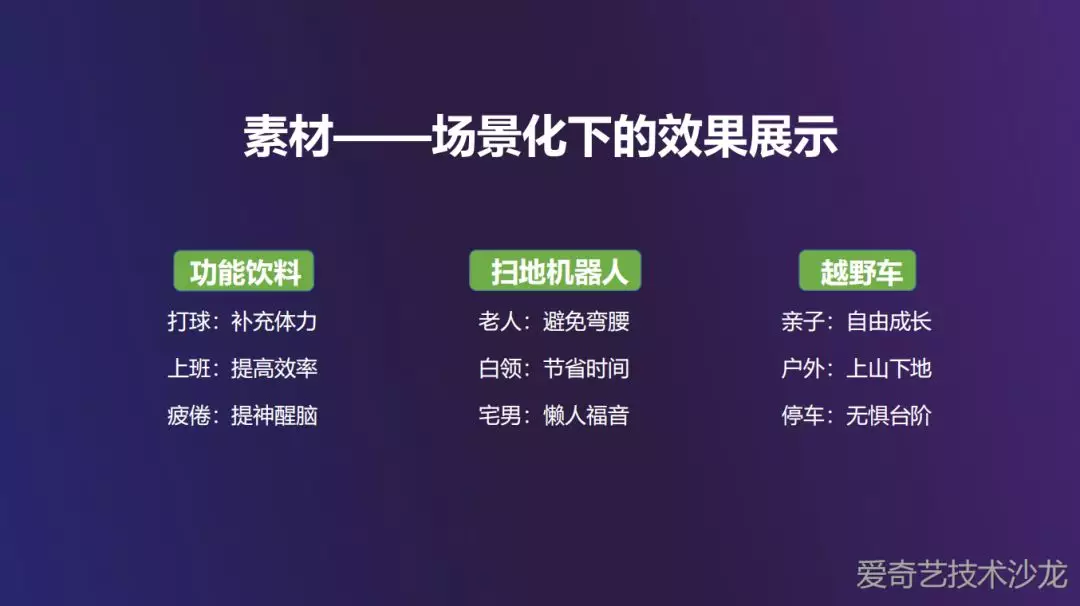 素材——场景化下的效果展示
功能饮料
打球：补充体力
上班：提高效率
疲倦：提神醒脑
扫地机器人
老人：避免弯腰
白领：节省时间
宅男：懒人福音
越野车
亲子：自由成长
户外：上山下地
停车：无惧台阶
爱奇艺技术沙龙